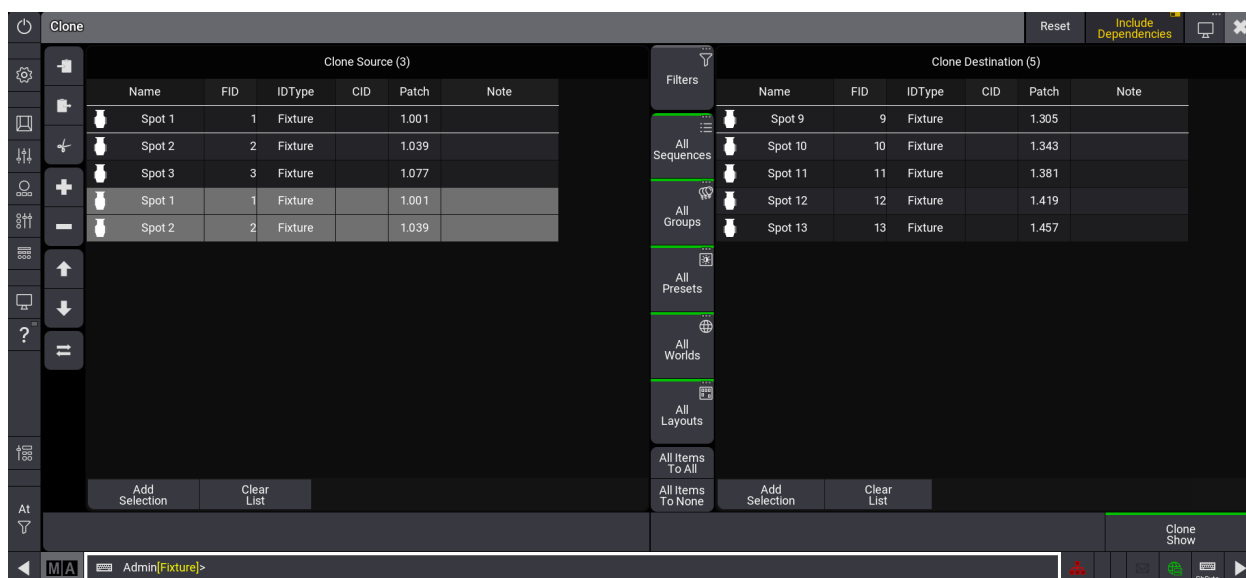 Clone
Reset
Include
Dependencies
Clone Source (3)
Name FID IDType CID Patch Note
Spot 1 1 Fixture 1.001
Spot 2 2 Fixture 1.039
Spot 3 3 Fixture 1.077
Spot 1 1 Fixture 1.001
Spot 2 2 Fixture 1.039
Add
Selection
Clear
List
Filters
All
Sequences
All
Groups
All
Presets
All
Worlds
All
Layouts
All Items
To All
All Items
To None
Clone Destination (5)
Name FID IDType CID Patch Note
Spot 9 9 Fixture 1.305
Spot 10 10 Fixture 1.343
Spot 11 11 Fixture 1.381
Spot 12 12 Fixture 1.419
Spot 13 13 Fixture 1.457
Add
Selection
Clear
List
?
At
Clone
Show
MA
Admin[Fixture]>